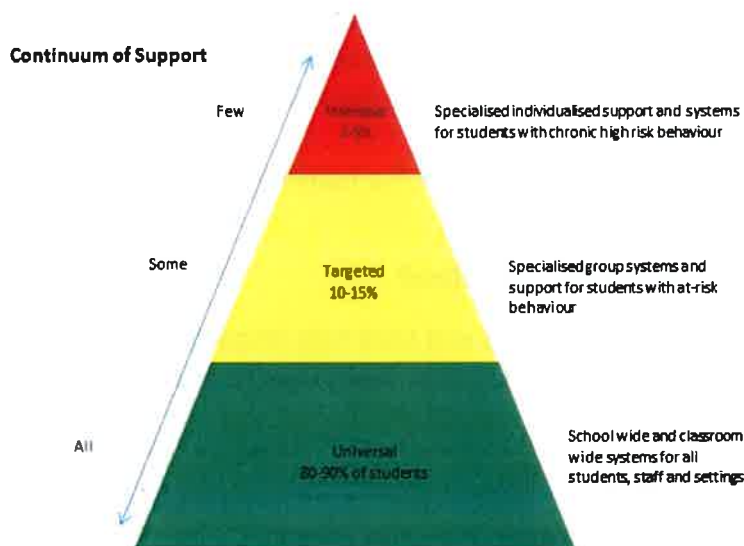 Continuum of Support
Few
Specialised individualised support and systems
for students with chronic high risk behaviour
Some
Targeted
10-15%
Specialised group systems and
support for students with at-risk
behaviour
All
Universal
80-90% of students
School wide and classroom
wide systems for all
students, staff and settings